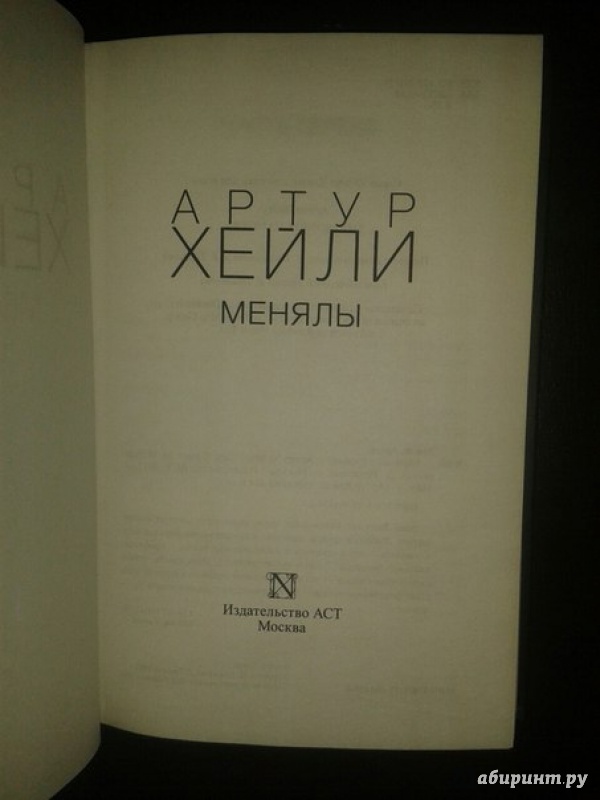 АРТУР
ХЕЙЛИ
МЕНЯЛЫ
N
Издательство АСТ
Москва
абиринт.ру